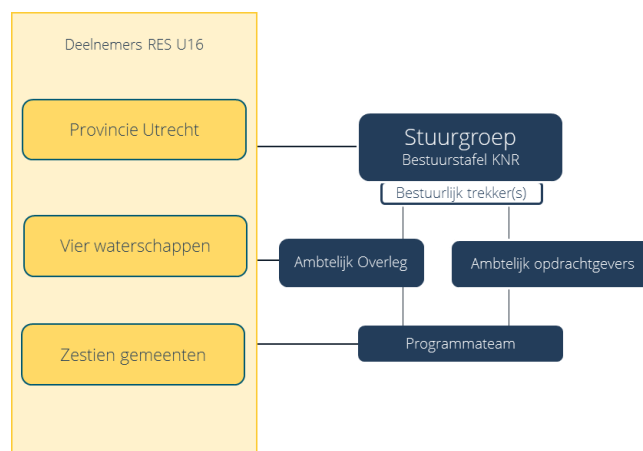 Deelnemers RES U16
Provincie Utrecht
Vier waterschappen
Zestien gemeenten
Stuurgroep
Bestuurstafel KNR
Bestuurlijk trekker(s)
Ambtelijk Overleg
Ambtelijk opdrachtgevers
Programmateam